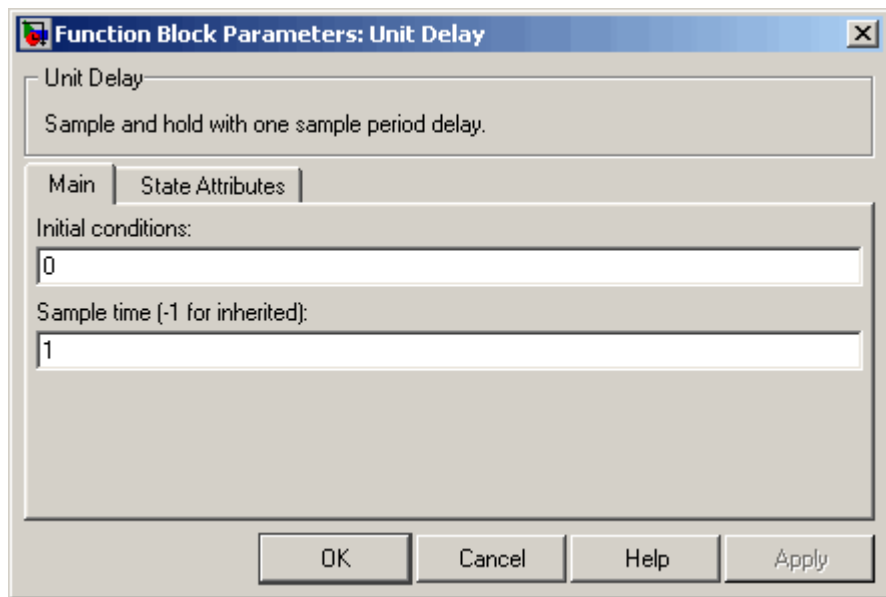 Function Block Parameters: Unit Delay
Unit Delay
Sample and hold with one sample period delay.
Main
State Attributes
Initial conditions:
0
Sample time (-1 for inherited):
1
OK
Cancel
Help
Apply